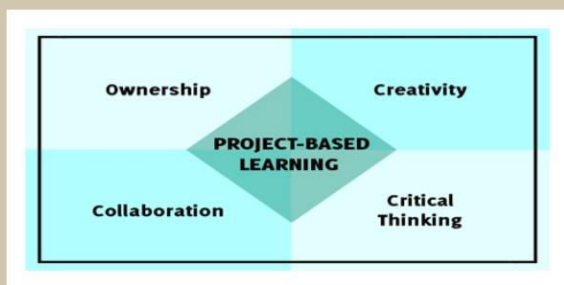 Ownership
Creativity
PROJECT-BASED
LEARNING
Collaboration
Critical
Thinking